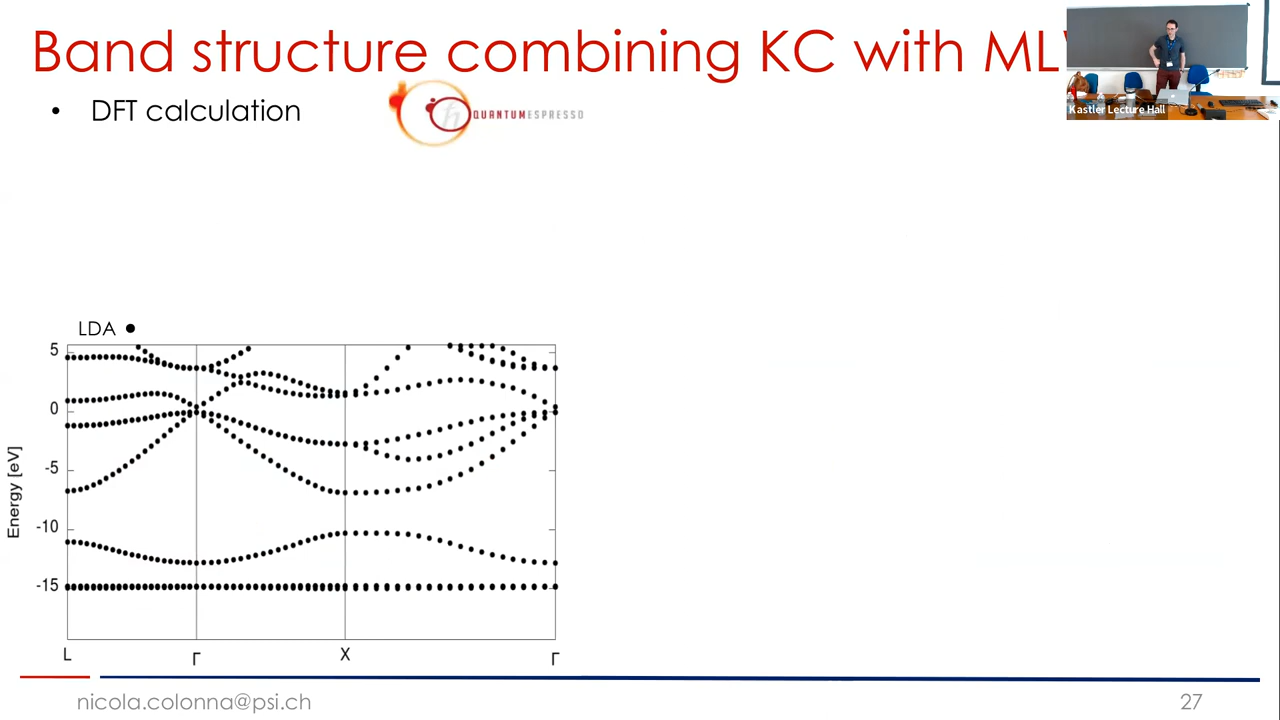 Band structure combining KC with ML
• DFT calculation
QUANTUMESPRESSO
Kastler Lecture Hall
LDA ●
5
0
-5
-10
-15
Energy [eV]
L Γ X Γ
nicola.colonna@psi.ch 27